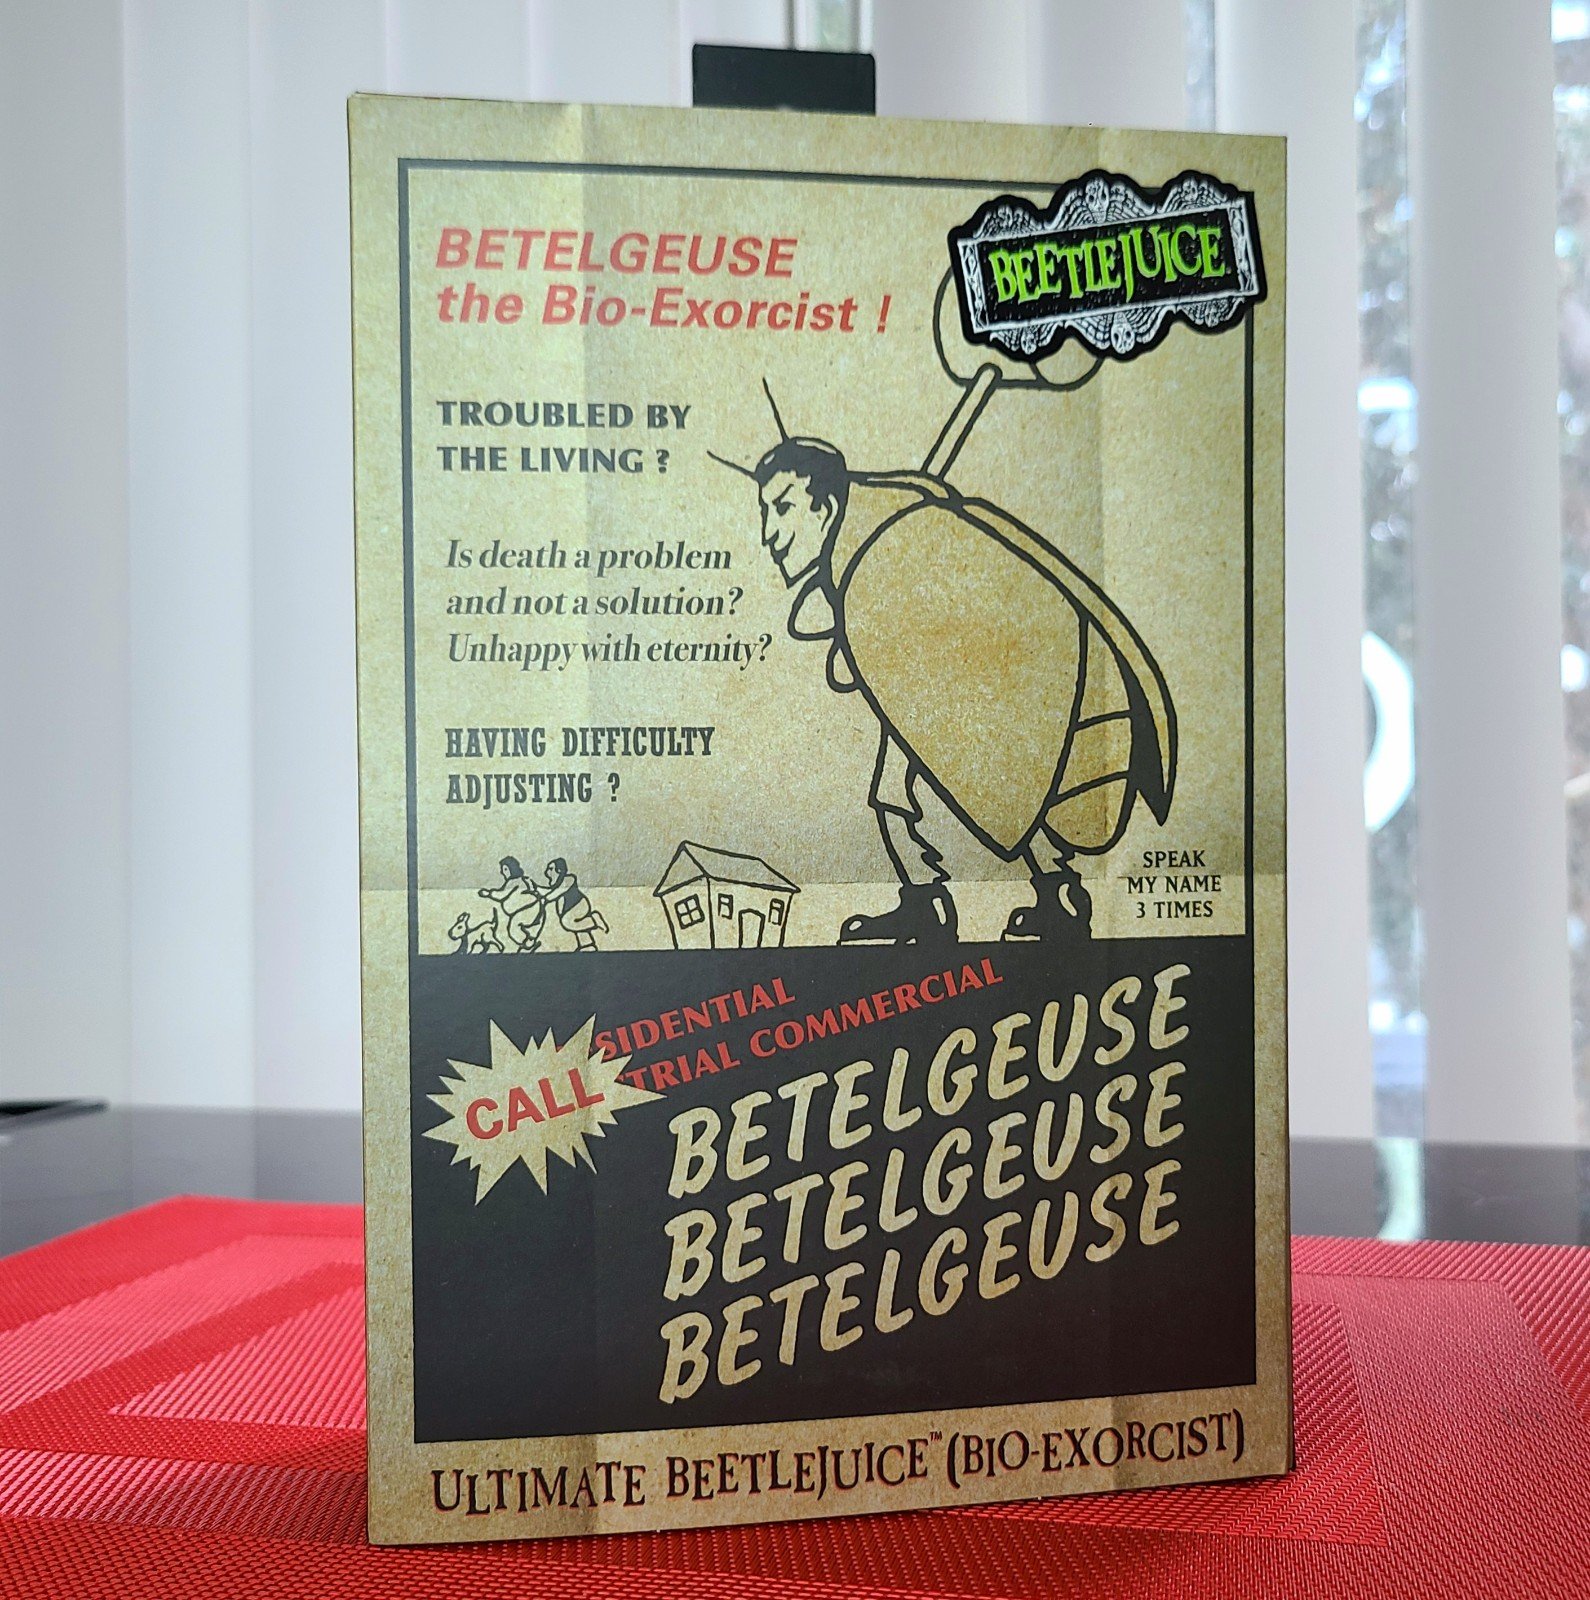 BEETLEJUICE
BETELGEUSE
the Bio-Exorcist !
TROUBLED BY
THE LIVING ?
Is death a problem
and not a solution?
Unhappy with eternity?
HAVING DIFFICULTY
ADJUSTING ?
SPEAK
MY NAME
3 TIMES
SIDENTIAL
TRIAL COMMERCIAL
CALL
BETELGEUSE
BETELGEUSE
BETELGEUSE
ULTIMATE BEETLEJUICE™ (BIO-EXORCIST)